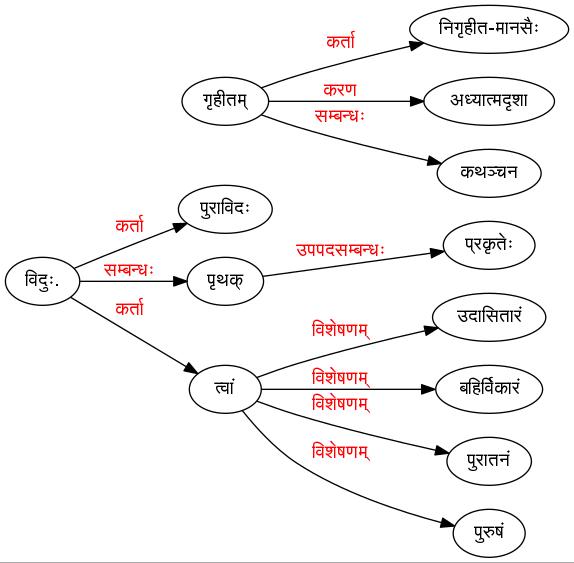 निगृहीत-मानसैः
कर्ता
गृहीतम्
करण
अध्यात्मदृशा
सम्बन्धः
कथञ्चन
पुराविदः
कर्ता
विदुः.
सम्बन्धः
पृथक्
उपपदसम्बन्धः
प्रकृतेः
कर्ता
त्वां
विशेषणम्
उदासितारं
विशेषणम्
बहिर्विकारं
विशेषणम्
पुरातनं
विशेषणम्
पुरुषं